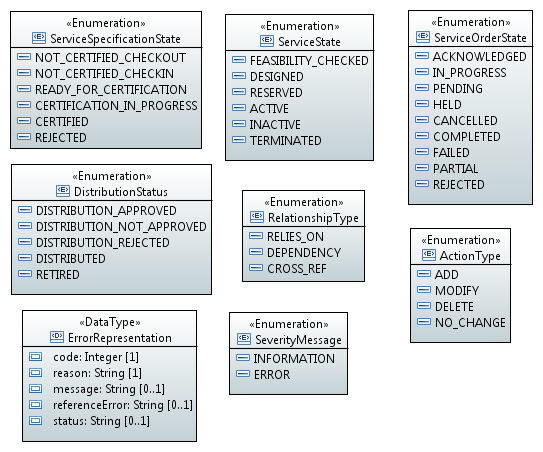 «Enumeration»
ServiceSpecificationState
NOT_CERTIFIED_CHECKOUT
NOT_CERTIFIED_CHECKIN
READY_FOR_CERTIFICATION
CERTIFICATION_IN_PROGRESS
CERTIFIED
REJECTED
«Enumeration»
ServiceState
FEASIBILITY_CHECKED
DESIGNED
RESERVED
ACTIVE
INACTIVE
TERMINATED
«Enumeration»
ServiceOrderState
ACKNOWLEDGED
IN_PROGRESS
PENDING
HELD
CANCELLED
COMPLETED
FAILED
PARTIAL
REJECTED
«Enumeration»
DistributionStatus
DISTRIBUTION_APPROVED
DISTRIBUTION_NOT_APPROVED
DISTRIBUTION_REJECTED
DISTRIBUTED
RETIRED
«Enumeration»
RelationshipType
RELIES_ON
DEPENDENCY
CROSS_REF
«Enumeration»
ActionType
ADD
MODIFY
DELETE
NO_CHANGE
«DataType»
ErrorRepresentation
code: Integer [1]
reason: String [1]
message: String [0..1]
referenceError: String [0..1]
status: String [0..1]
«Enumeration»
SeverityMessage
INFORMATION
ERROR